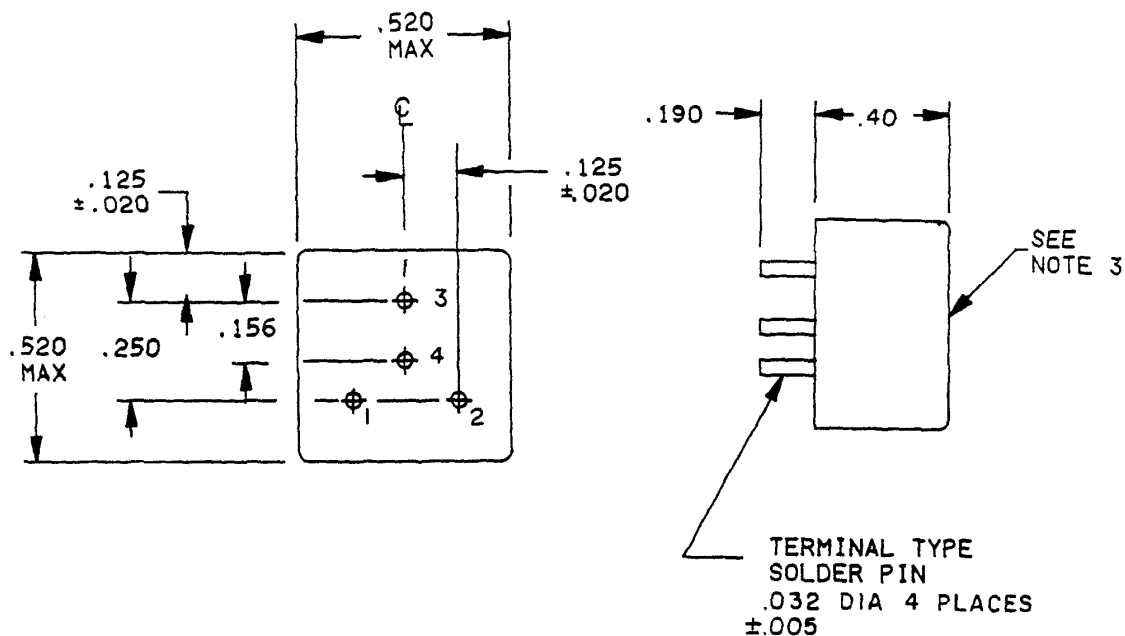 .520
MAX
℄
.190
.40
.125
±.020
.125
±.020
SEE
NOTE 3
3
.156
.520
MAX
.250
4
1
2
TERMINAL TYPE
SOLDER PIN
.032 DIA 4 PLACES
±.005